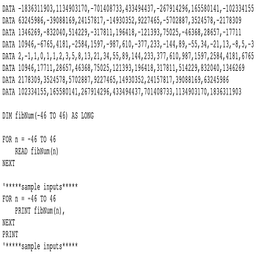 DATA -1836311903,1134903170,-701408733,433494437,-267914296,165580141,-102334155
DATA 63245986,-39088169,24157817,-14930352,9227465,-5702887,3524578,-2178309
DATA 1346269,-832040,514229,-317811,196418,-121393,75025,-46368,28657,-17711
DATA 10946,-6765,4181,-2584,1597,-987,610,-377,233,-144,89,-55,34,-21,13,-8,5,-3
DATA 2,-1,1,0,1,1,2,3,5,8,13,21,34,55,89,144,233,377,610,987,1597,2584,4181,6765
DATA 10946,17711,28657,46368,75025,121393,196418,317811,514229,832040,1346269
DATA 2178309,3524578,5702887,9227465,14930352,24157817,39088169,63245986
DATA 102334155,165580141,267914296,433494437,701408733,1134903170,1836311903
DIM fibNum(-46 TO 46) AS LONG
FOR n = -46 TO 46
READ fibNum(n)
NEXT
'*****sample inputs*****
FOR n = -46 TO 46
PRINT fibNum(n),
NEXT
PRINT
'*****sample inputs*****